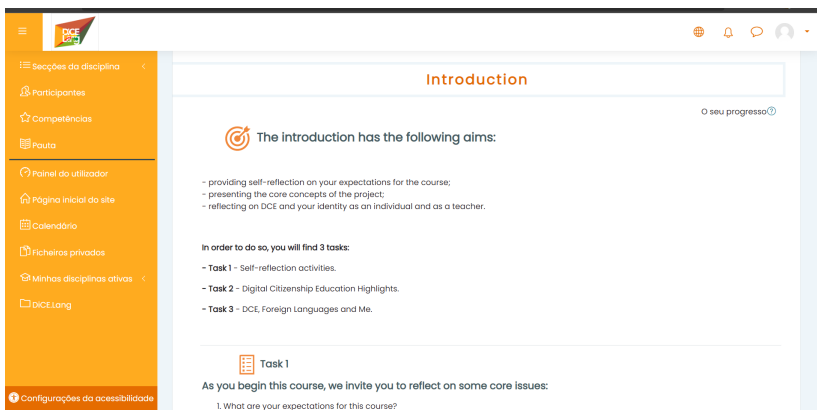 DiCE
Lang
Secções da disciplina
Participantes
Competências
Pauta
Painel do utilizador
Página inicial do site
Calendário
Ficheiros privados
Minhas disciplinas ativas
DiCE.Lang
Configurações da acessibilidade
Introduction
O seu progresso
The introduction has the following aims:
- providing self-reflection on your expectations for the course;
- presenting the core concepts of the project;
- reflecting on DCE and your identity as an individual and as a teacher.
In order to do so, you will find 3 tasks:
- Task 1 - Self-reflection activities.
- Task 2 - Digital Citizenship Education Highlights.
- Task 3 - DCE, Foreign Languages and Me.
Task 1
As you begin this course, we invite you to reflect on some core issues:
1. What are your expectations for this course?